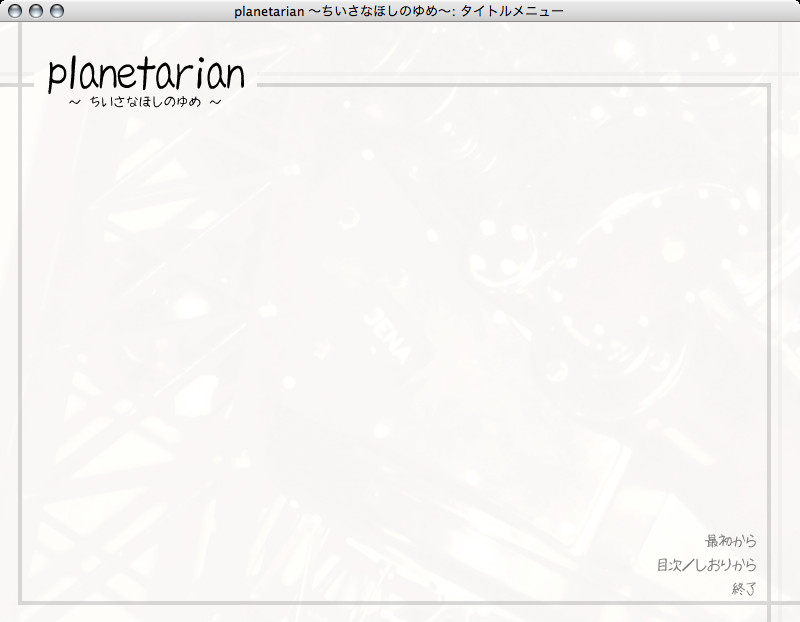 planetarian ～ちいさなほしのゆめ～: タイトルメニュー
planetarian
～ ちいさなほしのゆめ ～
JENA
最初から
目次／しおりから
終了